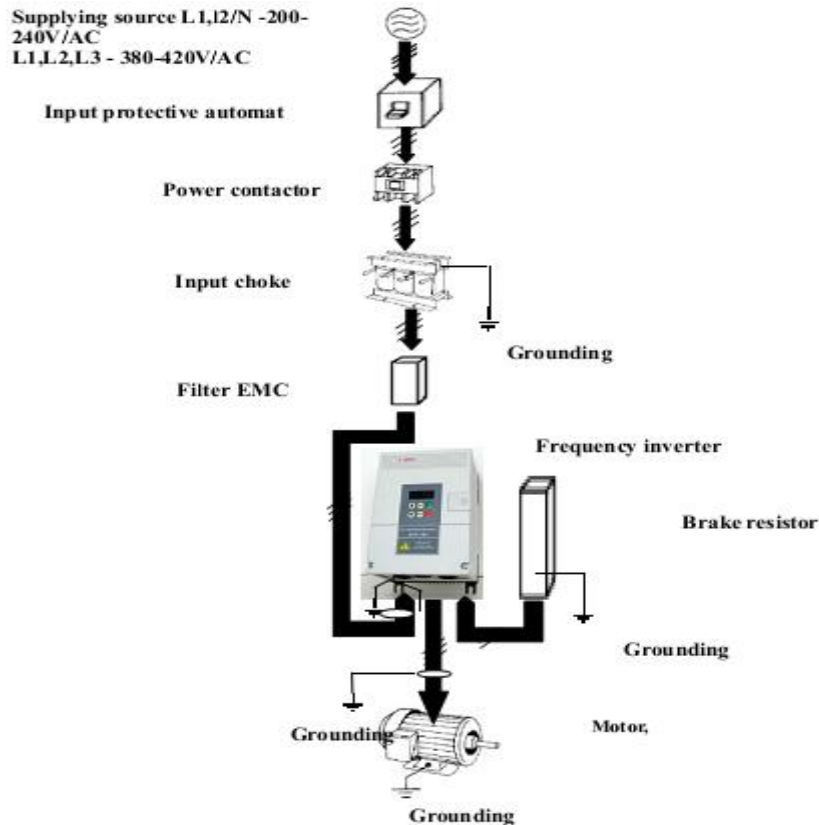 Supplying source L1,l2/N -200-
240V/AC
L1,L2,L3 - 380-420V/AC
Input protective automat
Power contactor
Input choke
Grounding
Filter EMC
Frequency inverter
Brake resistor
Grounding
Grounding
Motor,
Grounding